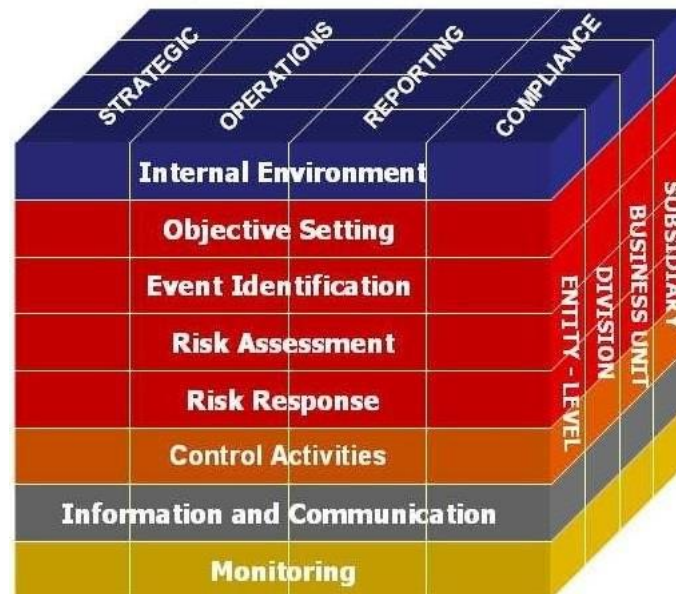 STRATEGIC
OPERATIONS
REPORTING
COMPLIANCE
Internal Environment
Objective Setting
Event Identification
Risk Assessment
Risk Response
Control Activities
Information and Communication
Monitoring
ENTITY - LEVEL
DIVISION
BUSINESS UNIT
SUBSIDIARY